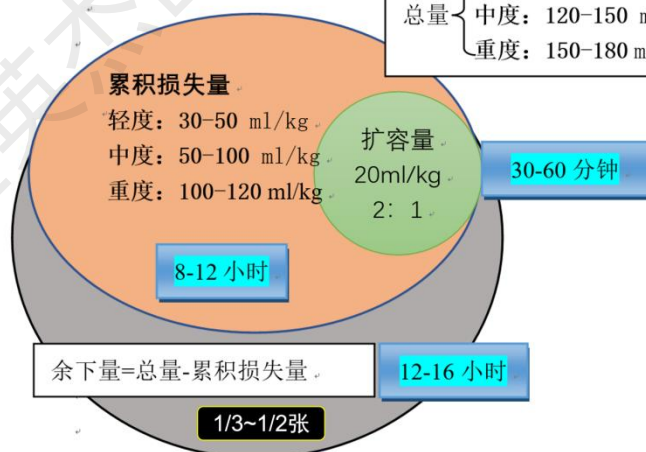 总量
中度：120-150 m
重度：150-180 m
累积损失量
轻度：30-50 ml/kg
中度：50-100 ml/kg
重度：100-120 ml/kg
扩容量
20ml/kg
2：1
30-60 分钟
8-12 小时
余下量=总量-累积损失量
12-16 小时
1/3~1/2张